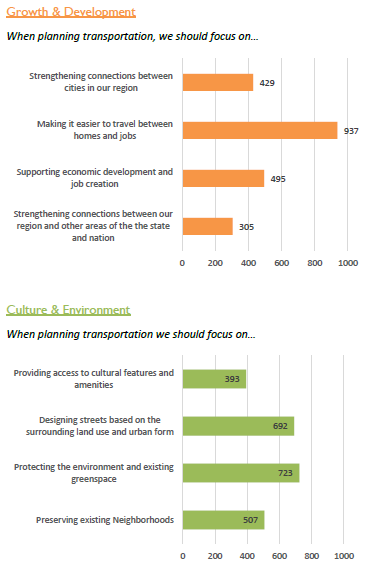 Growth & Development
When planning transportation, we should focus on...
Strengthening connections between
cities in our region
429
Making it easier to travel between
homes and jobs
937
Supporting economic development and
job creation
495
Strengthening connections between our
region and other areas of the the state
and nation
305
0 200 400 600 800 1000
Culture & Environment
When planning transportation we should focus on...
Providing access to cultural features and
amenities
393
Designing streets based on the
surrounding land use and urban form
692
Protecting the environment and existing
greenspace
723
Preserving existing Neighborhoods
507
0 200 400 600 800 1000